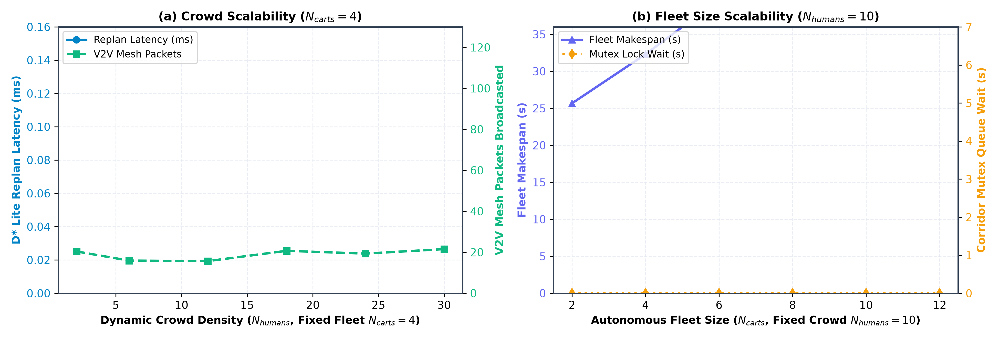 (a) Crowd Scalability (N_carts = 4)
0.16
0.14
0.12
0.10
0.08
0.06
0.04
0.02
0.00
D* Lite Replan Latency (ms)
Replan Latency (ms)
V2V Mesh Packets
120
100
80
60
40
20
0
V2V Mesh Packets Broadcasted
5 10 15 20 25 30
Dynamic Crowd Density (N_humans, Fixed Fleet N_carts = 4)
(b) Fleet Size Scalability (N_humans = 10)
35
30
25
20
15
10
5
0
Fleet Makespan (s)
Fleet Makespan (s)
Mutex Lock Wait (s)
7
6
5
4
3
2
1
0
Corridor Mutex Queue Wait (s)
2 4 6 8 10 12
Autonomous Fleet Size (N_carts, Fixed Crowd N_humans = 10)